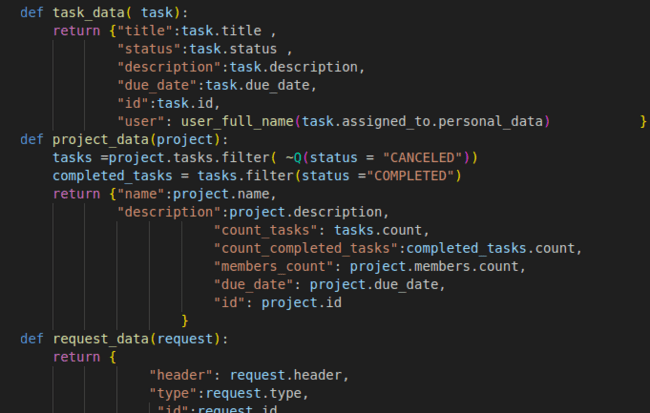 def task_data( task):
return {"title":task.title ,
"status":task.status ,
"description":task.description,
"due_date":task.due_date,
"id":task.id,
"user": user_full_name(task.assigned_to.personal_data) }
def project_data(project):
tasks =project.tasks.filter( ~Q(status = "CANCELED"))
completed_tasks = tasks.filter(status ="COMPLETED")
return {"name":project.name,
"description":project.description,
"count_tasks": tasks.count,
"count_completed_tasks":completed_tasks.count,
"members_count": project.members.count,
"due_date": project.due_date,
"id": project.id
}
def request_data(request):
return {
"header": request.header,
"type":request.type,
"id":request.id